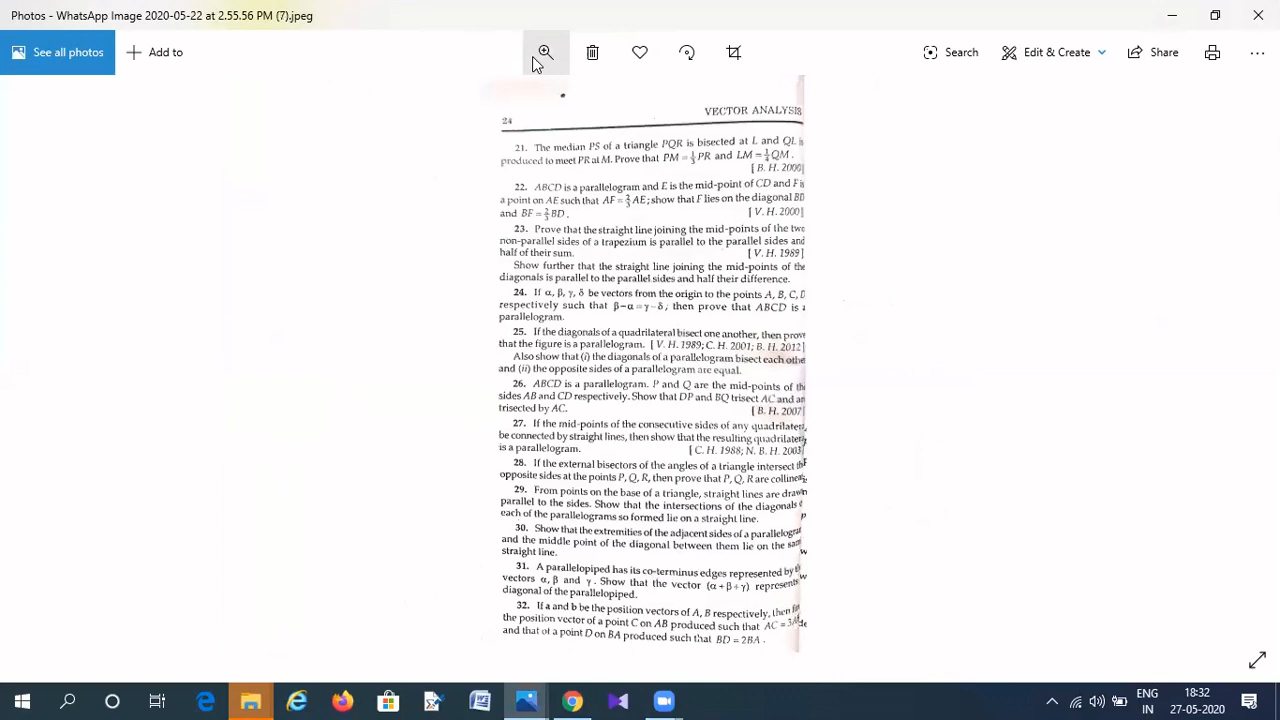 Photos - WhatsApp Image 2020-05-22 at 2.55.56 PM (7).jpeg
See all photos
Add to
Search
Edit & Create
Share
24
VECTOR ANALYSIS
21. The median PS of a triangle PQR is bisected at L and QL is
produced to meet PR at M. Prove that PM = 1/3 PR and LM = 1/4 QM .
[ B. H. 2000]
22. ABCD is a parallelogram and E is the mid-point of CD and F is
a point on AE such that AF = 2/3 AE ; show that F lies on the diagonal BD
and BF = 2/3 BD .
[ V. H. 2000]
23. Prove that the straight line joining the mid-points of the two
non-parallel sides of a trapezium is parallel to the parallel sides and
half of their sum.
[ V. H. 1989]
Show further that the straight line joining the mid-points of the
diagonals is parallel to the parallel sides and half their difference.
24. If α, β, γ, δ be vectors from the origin to the points A, B, C, D
respectively such that β−α = γ−δ , then prove that ABCD is a
parallelogram.
25. If the diagonals of a quadrilateral bisect one another, then prove
that the figure is a parallelogram. [ V. H. 1989; C. H. 2001; B. H. 2012]
Also show that (i) the diagonals of a parallelogram bisect each othe
and (ii) the opposite sides of a parallelogram are equal.
26. ABCD is a parallelogram. P and Q are the mid-points of th
sides AB and CD respectively. Show that DP and BQ trisect AC and ar
trisected by AC.
[ B. H. 2007]
27. If the mid-points of the consecutive sides of any quadrilater
be connected by straight lines, then show that the resulting quadrilater
is a parallelogram.
[ C. H. 1988; N. B. H. 2003
28. If the external bisectors of the angles of a triangle intersect th
opposite sides at the points P, Q, R, then prove that P, Q, R are collinea
29. From points on the base of a triangle, straight lines are draw
parallel to the sides. Show that the intersections of the diagonals
each of the parallelograms so formed lie on a straight line.
30. Show that the extremities of the adjacent sides of a parallelogra
and the middle point of the diagonal between them lie on the sam
straight line.
31. A parallelopiped has its co-terminus edges represented by
vectors α, β and γ . Show that the vector (α + β + γ) represents
diagonal of the parallelopiped.
32. If a and b be the position vectors of A, B respectively, then
the position vector of a point C on AB produced such that AC = 3A
and that of a point D on BA produced such that BD = 2BA .
ENG
IN
18:32
27-05-2020